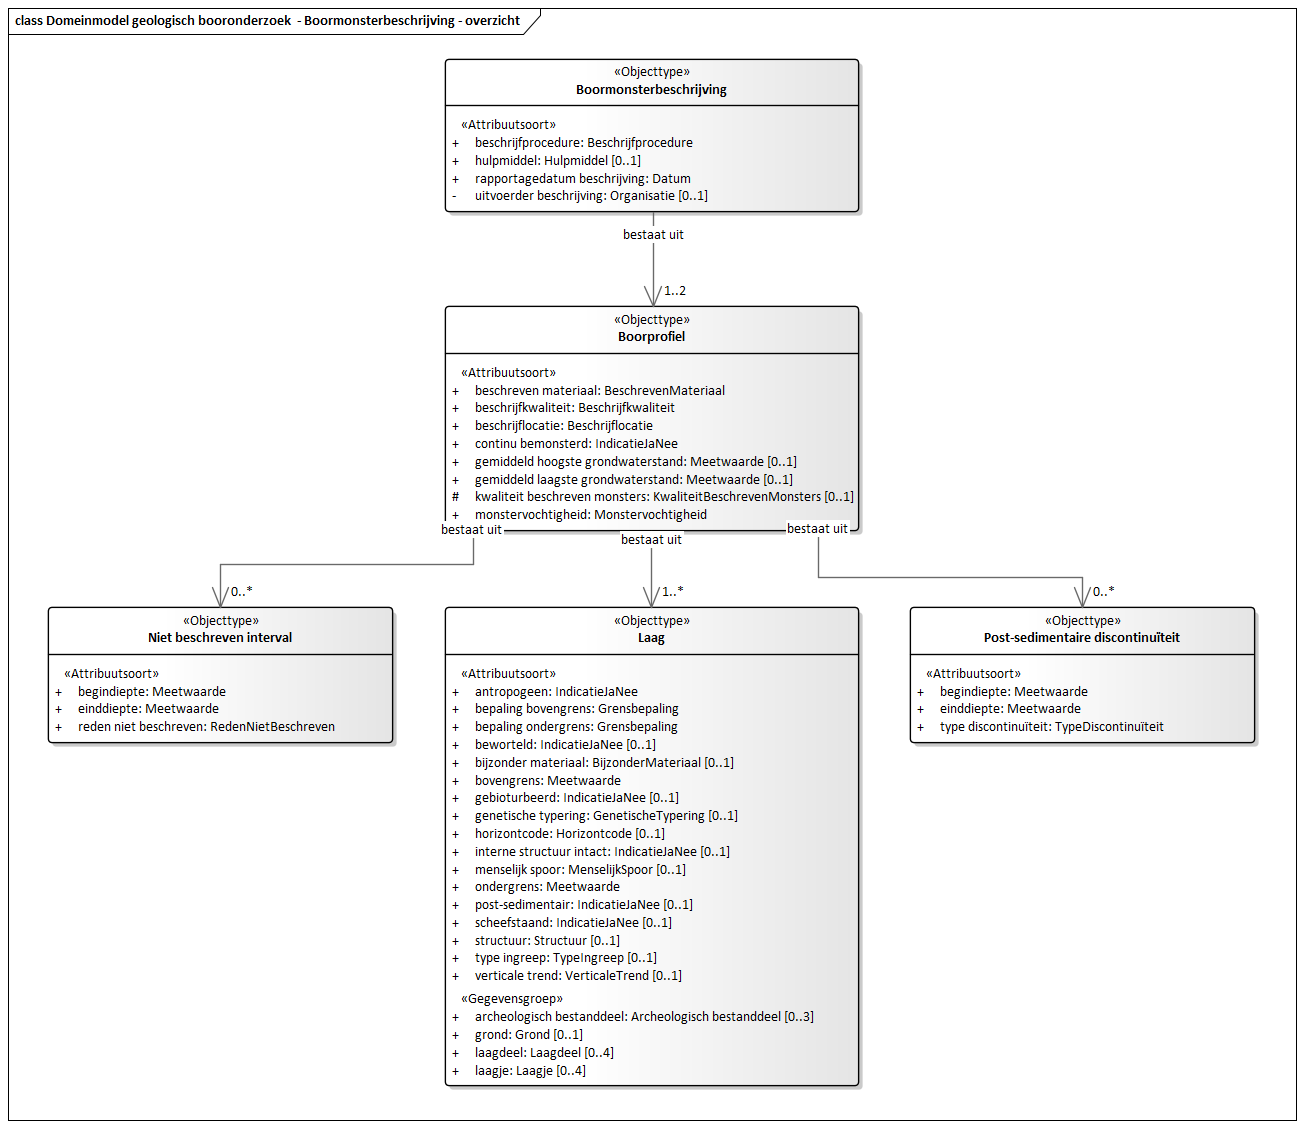 class Domeinmodel geologisch booronderzoek - Boormonsterbeschrijving - overzicht
«Objecttype»
Boormonsterbeschrijving
«Attribuutsoort»
+ beschrijfprocedure: Beschrijfprocedure
+ hulpmiddel: Hulpmiddel [0..1]
+ rapportagedatum beschrijving: Datum
- uitvoerder beschrijving: Organisatie [0..1]
bestaat uit
1..2
«Objecttype»
Boorprofiel
«Attribuutsoort»
+ beschreven materiaal: BeschrevenMateriaal
+ beschrijfkwaliteit: Beschrijfkwaliteit
+ beschrijflocatie: Beschrijflocatie
+ continu bemonsterd: IndicatieJaNee
+ gemiddeld hoogste grondwaterstand: Meetwaarde [0..1]
+ gemiddeld laagste grondwaterstand: Meetwaarde [0..1]
# kwaliteit beschreven monsters: KwaliteitBeschrevenMonsters [0..1]
+ monstervochtigheid: Monstervochtigheid
bestaat uit
bestaat uit
bestaat uit
0..*
1..*
0..*
«Objecttype»
Niet beschreven interval
«Attribuutsoort»
+ begindiepte: Meetwaarde
+ einddiepte: Meetwaarde
+ reden niet beschreven: RedenNietBeschreven
«Objecttype»
Laag
«Attribuutsoort»
+ antropogeen: IndicatieJaNee
+ bepaling bovengrens: Grensbepaling
+ bepaling ondergrens: Grensbepaling
+ beworteld: IndicatieJaNee [0..1]
+ bijzonder materiaal: BijzonderMateriaal [0..1]
+ bovengrens: Meetwaarde
+ gebioturbeerd: IndicatieJaNee [0..1]
+ genetische typering: GenetischeTypering [0..1]
+ horizontcode: Horizontcode [0..1]
+ interne structuur intact: IndicatieJaNee [0..1]
+ menselijk spoor: MenselijkSpoor [0..1]
+ ondergrens: Meetwaarde
+ post-sedimentair: IndicatieJaNee [0..1]
+ scheefstaand: IndicatieJaNee [0..1]
+ structuur: Structuur [0..1]
+ type ingreep: TypeIngreep [0..1]
+ verticale trend: VerticaleTrend [0..1]
«Gegevensgroep»
+ archeologisch bestanddeel: Archeologisch bestanddeel [0..3]
+ grond: Grond [0..1]
+ laagdeel: Laagdeel [0..4]
+ laagje: Laagje [0..4]
«Objecttype»
Post-sedimentaire discontinuïteit
«Attribuutsoort»
+ begindiepte: Meetwaarde
+ einddiepte: Meetwaarde
+ type discontinuïteit: TypeDiscontinuïteit